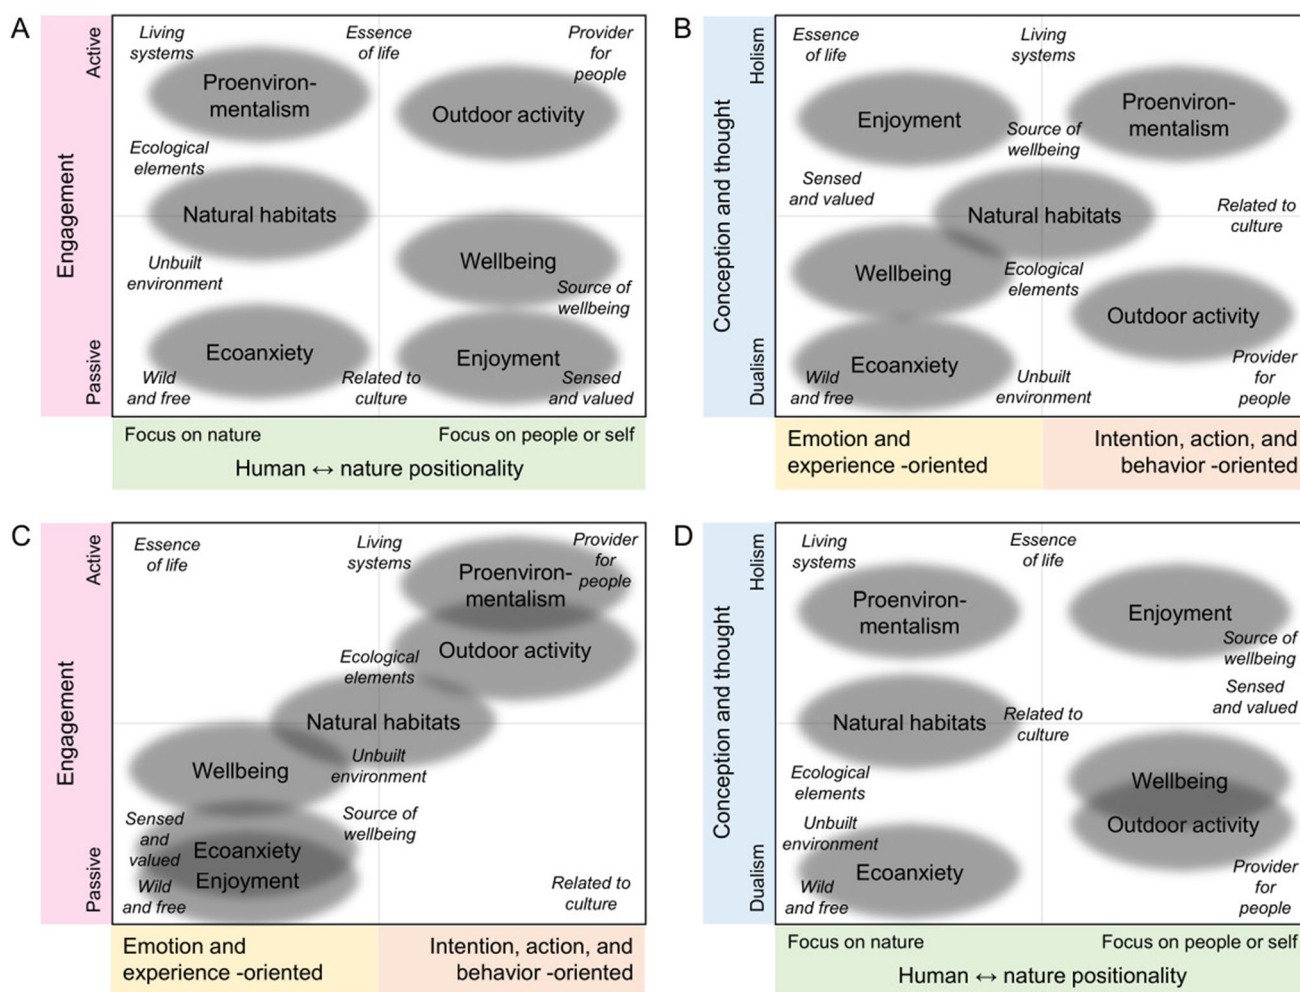 A
Active
Engagement
Passive
Living
systems
Essence
of life
Provider
for
people
Proenviron-
mentalism
Outdoor activity
Ecological
elements
Natural habitats
Unbuilt
environment
Wellbeing
Source of
wellbeing
Ecoanxiety
Enjoyment
Wild
and free
Related to
culture
Sensed
and valued
Focus on nature
Focus on people or self
Human ↔ nature positionality
B
Holism
Conception and thought
Dualism
Essence
of life
Living
systems
Enjoyment
Proenviron-
mentalism
Source of
wellbeing
Sensed
and valued
Natural habitats
Related to
culture
Wellbeing
Ecological
elements
Outdoor activity
Ecoanxiety
Wild
and free
Unbuilt
environment
Provider
for
people
Emotion and
experience -oriented
Intention, action, and
behavior -oriented
C
Active
Engagement
Passive
Essence
of life
Living
systems
Provider
for
people
Proenviron-
mentalism
Outdoor activity
Ecological
elements
Natural habitats
Wellbeing
Unbuilt
environment
Sensed
and
valued
Source of
wellbeing
Ecoanxiety
Enjoyment
Wild
and free
Related to
culture
Emotion and
experience -oriented
Intention, action, and
behavior -oriented
D
Holism
Conception and thought
Dualism
Living
systems
Essence
of life
Proenviron-
mentalism
Enjoyment
Source of
wellbeing
Sensed
and valued
Natural habitats
Related to
culture
Ecological
elements
Wellbeing
Unbuilt
environment
Outdoor activity
Ecoanxiety
Wild
and free
Provider
for
people
Focus on nature
Focus on people or self
Human ↔ nature positionality